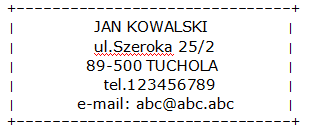 +--------------------------------+
| JAN KOWALSKI |
| ul.Szeroka 25/2 |
| 89-500 TUCHOLA |
| tel.123456789 |
| e-mail: abc@abc.abc |
+--------------------------------+